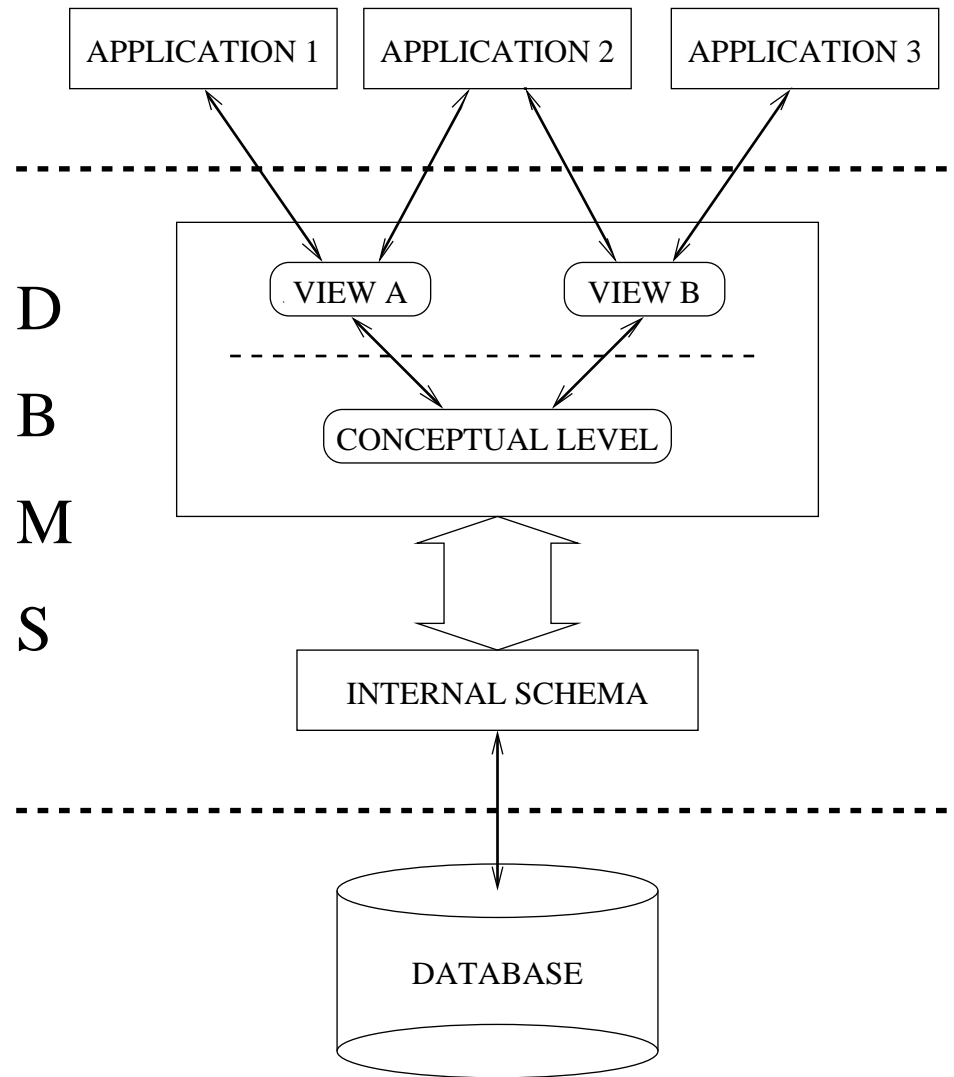 APPLICATION 1
APPLICATION 2
APPLICATION 3
VIEW A
VIEW B
CONCEPTUAL LEVEL
D
B
M
S
INTERNAL SCHEMA
DATABASE